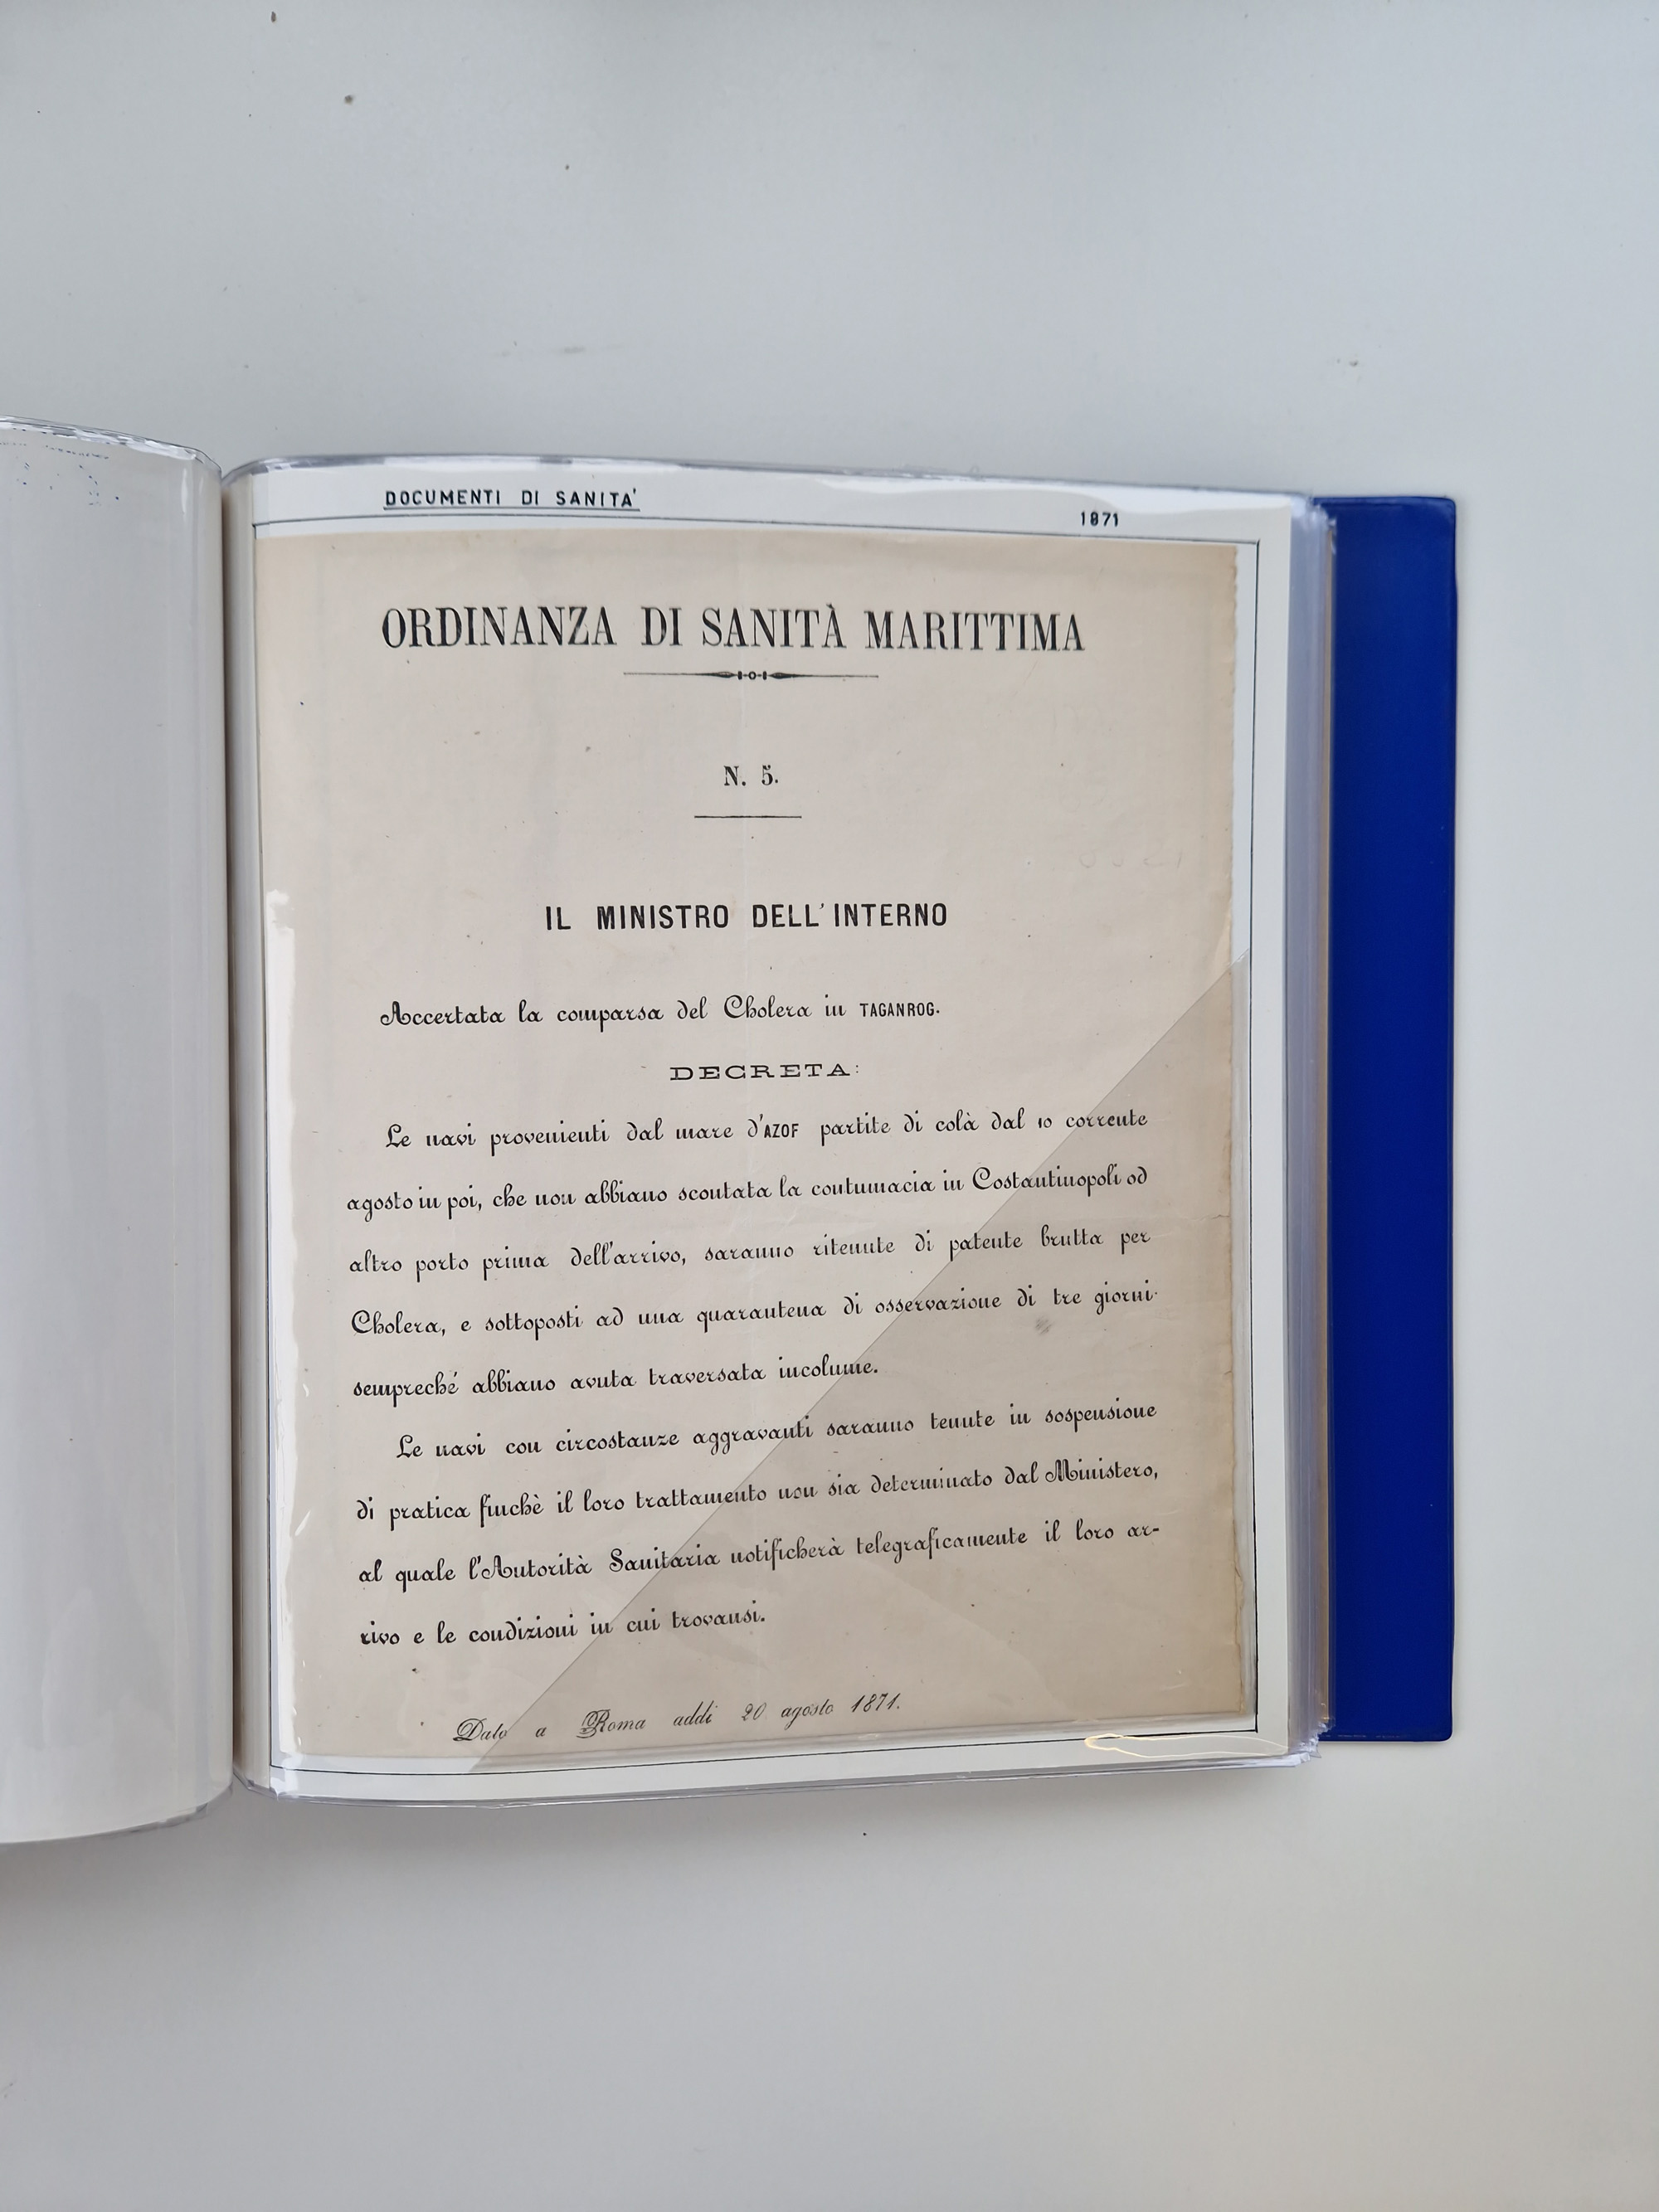 DOCUMENTI DI SANITA'
1871
ORDINANZA DI SANITÀ MARITTIMA
N. 5.
IL MINISTRO DELL'INTERNO
Accertata la comparsa del Cholera in TAGANROG.
DECRETA:
Le navi provenienti dal mare d'AZOF partite di colà dal 10 corrente
agosto in poi, che non abbiano scontata la contumacia in Costantinopoli od
altro porto prima dell'arrivo, saranno ritenute di patente brutta per
Cholera, e sottoposti ad una quarantena di osservazione di tre giorni
sempreché abbiano avuta traversata incolume.
Le navi con circostanze aggravanti saranno tenute in sospensione
di pratica finchè il loro trattamento non sia determinato dal Ministero,
al quale l'Autorità Sanitaria notificherà telegraficamente il loro ar-
rivo e le condizioni in cui trovansi.
Dato a Roma addì 20 agosto 1871.